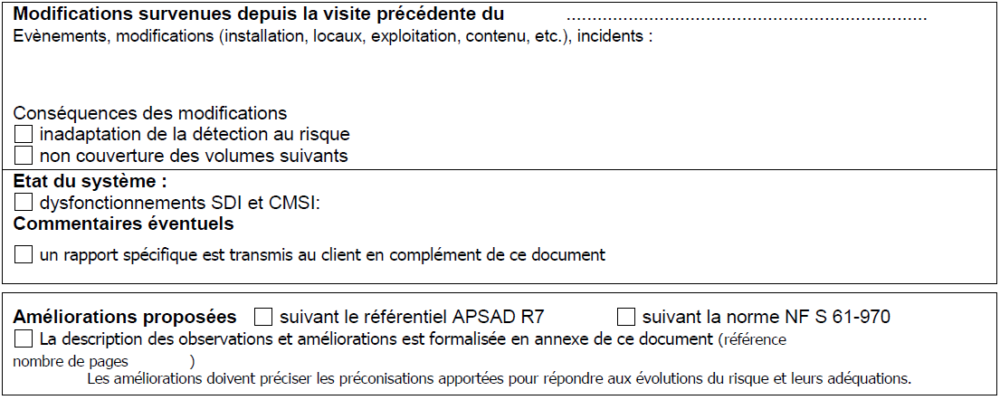 Modifications survenues depuis la visite précédente du ......................................................................
Evènements, modifications (installation, locaux, exploitation, contenu, etc.), incidents :
Conséquences des modifications
inadaptation de la détection au risque
non couverture des volumes suivants
Etat du système :
dysfonctionnements SDI et CMSI:
Commentaires éventuels
un rapport spécifique est transmis au client en complément de ce document
Améliorations proposées suivant le référentiel APSAD R7 suivant la norme NF S 61-970
La description des observations et améliorations est formalisée en annexe de ce document (référence
nombre de pages )
Les améliorations doivent préciser les préconisations apportées pour répondre aux évolutions du risque et leurs adéquations.